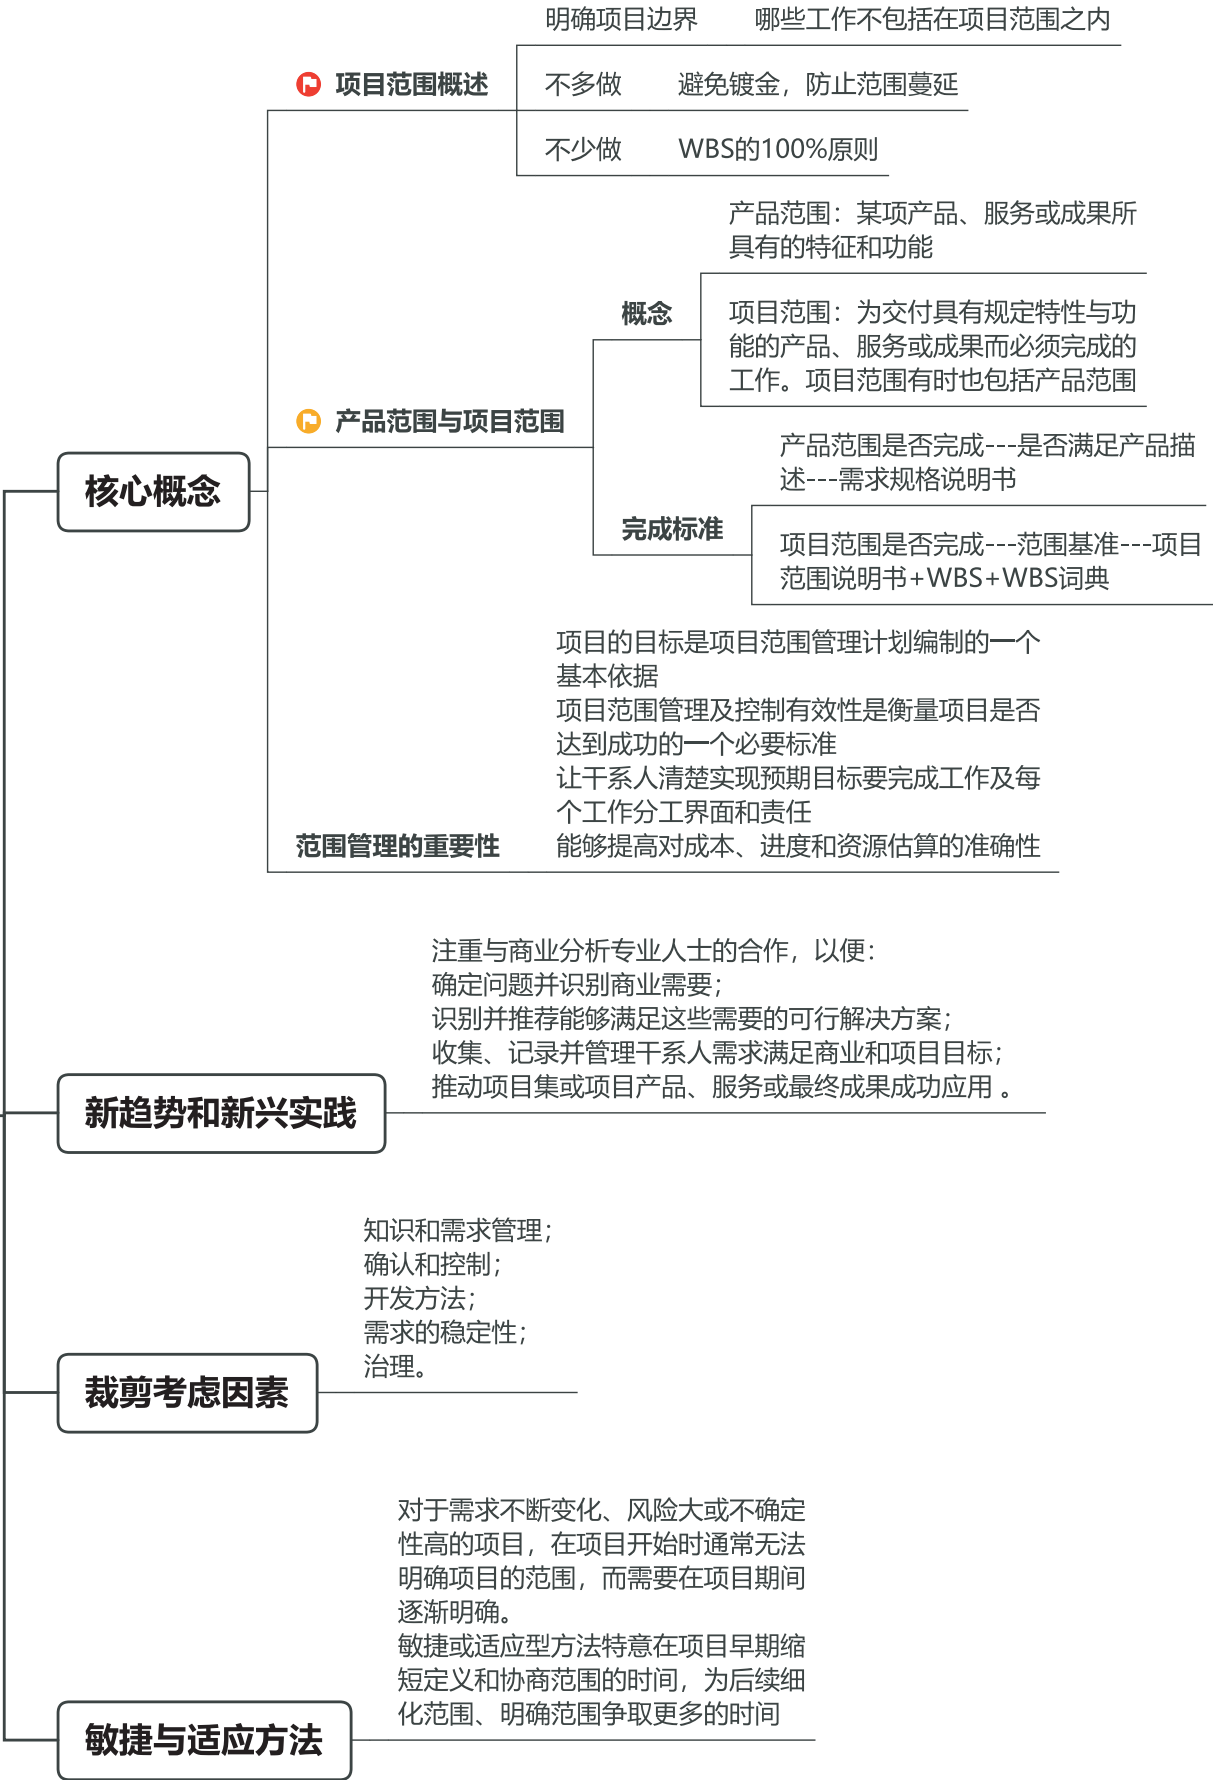 明确项目边界 哪些工作不包括在项目范围之内
项目范围概述
不多做 避免镀金，防止范围蔓延
不少做 WBS的100%原则
产品范围：某项产品、服务或成果所
具有的特征和功能
概念
项目范围：为交付具有规定特性与功
能的产品、服务或成果而必须完成的
工作。项目范围有时也包括产品范围
产品范围与项目范围
产品范围是否完成---是否满足产品描
述---需求规格说明书
核心概念
完成标准
项目范围是否完成---范围基准---项目
范围说明书+WBS+WBS词典
项目的目标是项目范围管理计划编制的一个
基本依据
项目范围管理及控制有效性是衡量项目是否
达到成功的一个必要标准
让干系人清楚实现预期目标要完成工作及每
个工作分工界面和责任
范围管理的重要性
能够提高对成本、进度和资源估算的准确性
注重与商业分析专业人士的合作，以便：
确定问题并识别商业需要；
识别并推荐能够满足这些需要的可行解决方案；
收集、记录并管理干系人需求满足商业和项目目标；
推动项目集或项目产品、服务或最终成果成功应用 。
新趋势和新兴实践
知识和需求管理；
确认和控制；
开发方法；
需求的稳定性；
治理。
裁剪考虑因素
对于需求不断变化、风险大或不确定
性高的项目，在项目开始时通常无法
明确项目的范围，而需要在项目期间
逐渐明确。
敏捷或适应型方法特意在项目早期缩
短定义和协商范围的时间，为后续细
化范围、明确范围争取更多的时间
敏捷与适应方法